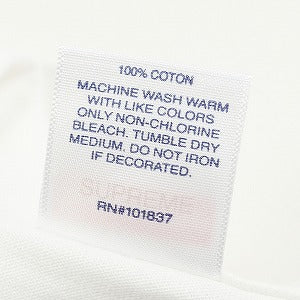 100% COTON
MACHINE WASH WARM
WITH LIKE COLORS
ONLY NON-CHLORINE
BLEACH. TUMBLE DRY
MEDIUM. DO NOT IRON
IF DECORATED.
SUPREME
RN#101837